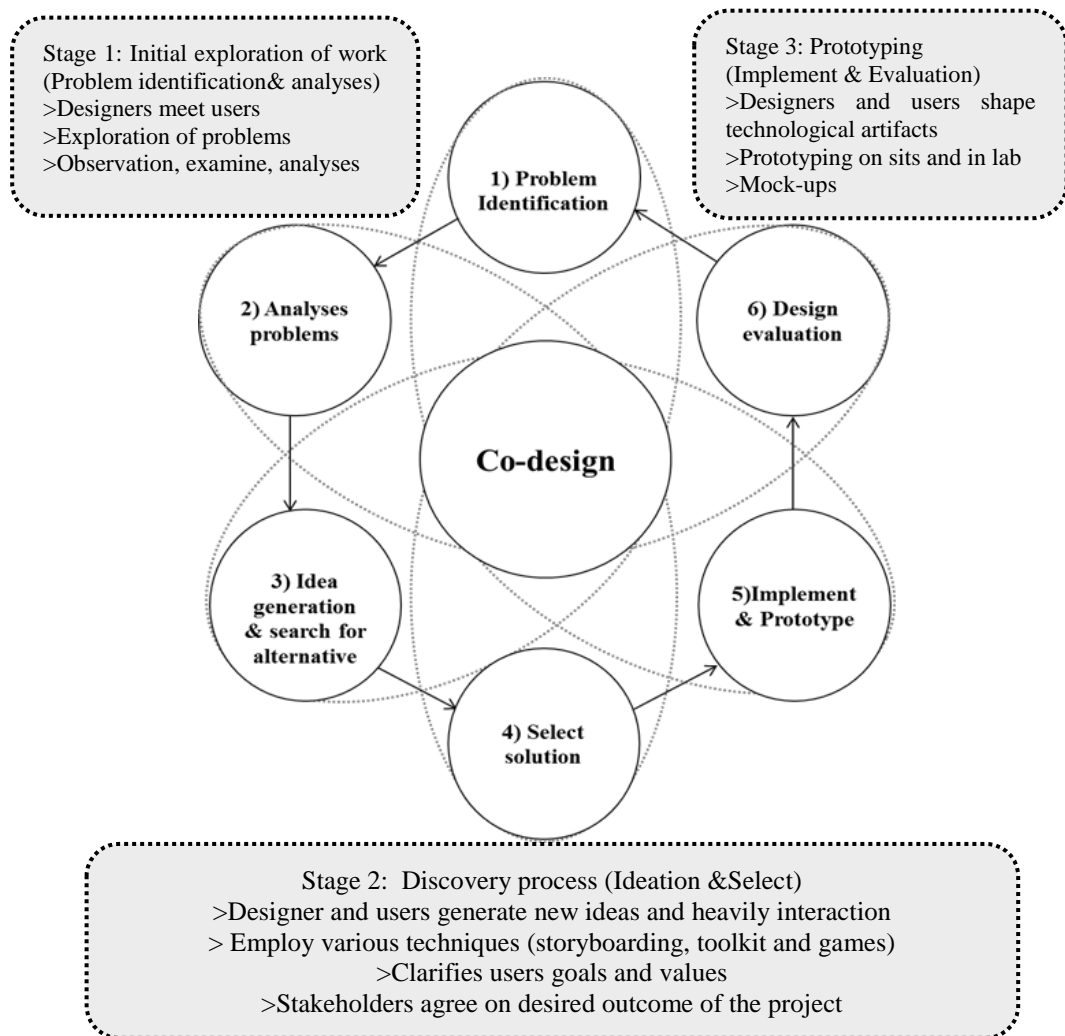 Stage 1: Initial exploration of work
(Problem identification& analyses)
>Designers meet users
>Exploration of problems
>Observation, examine, analyses
Stage 3: Prototyping
(Implement & Evaluation)
>Designers and users shape
technological artifacts
>Prototyping on sits and in lab
>Mock-ups
1) Problem
Identification
2) Analyses
problems
6) Design
evaluation
Co-design
3) Idea
generation
& search for
alternative
5)Implement
& Prototype
4) Select
solution
Stage 2:  Discovery process (Ideation &Select)
>Designer and users generate new ideas and heavily interaction
> Employ various techniques (storyboarding, toolkit and games)
>Clarifies users goals and values
>Stakeholders agree on desired outcome of the project